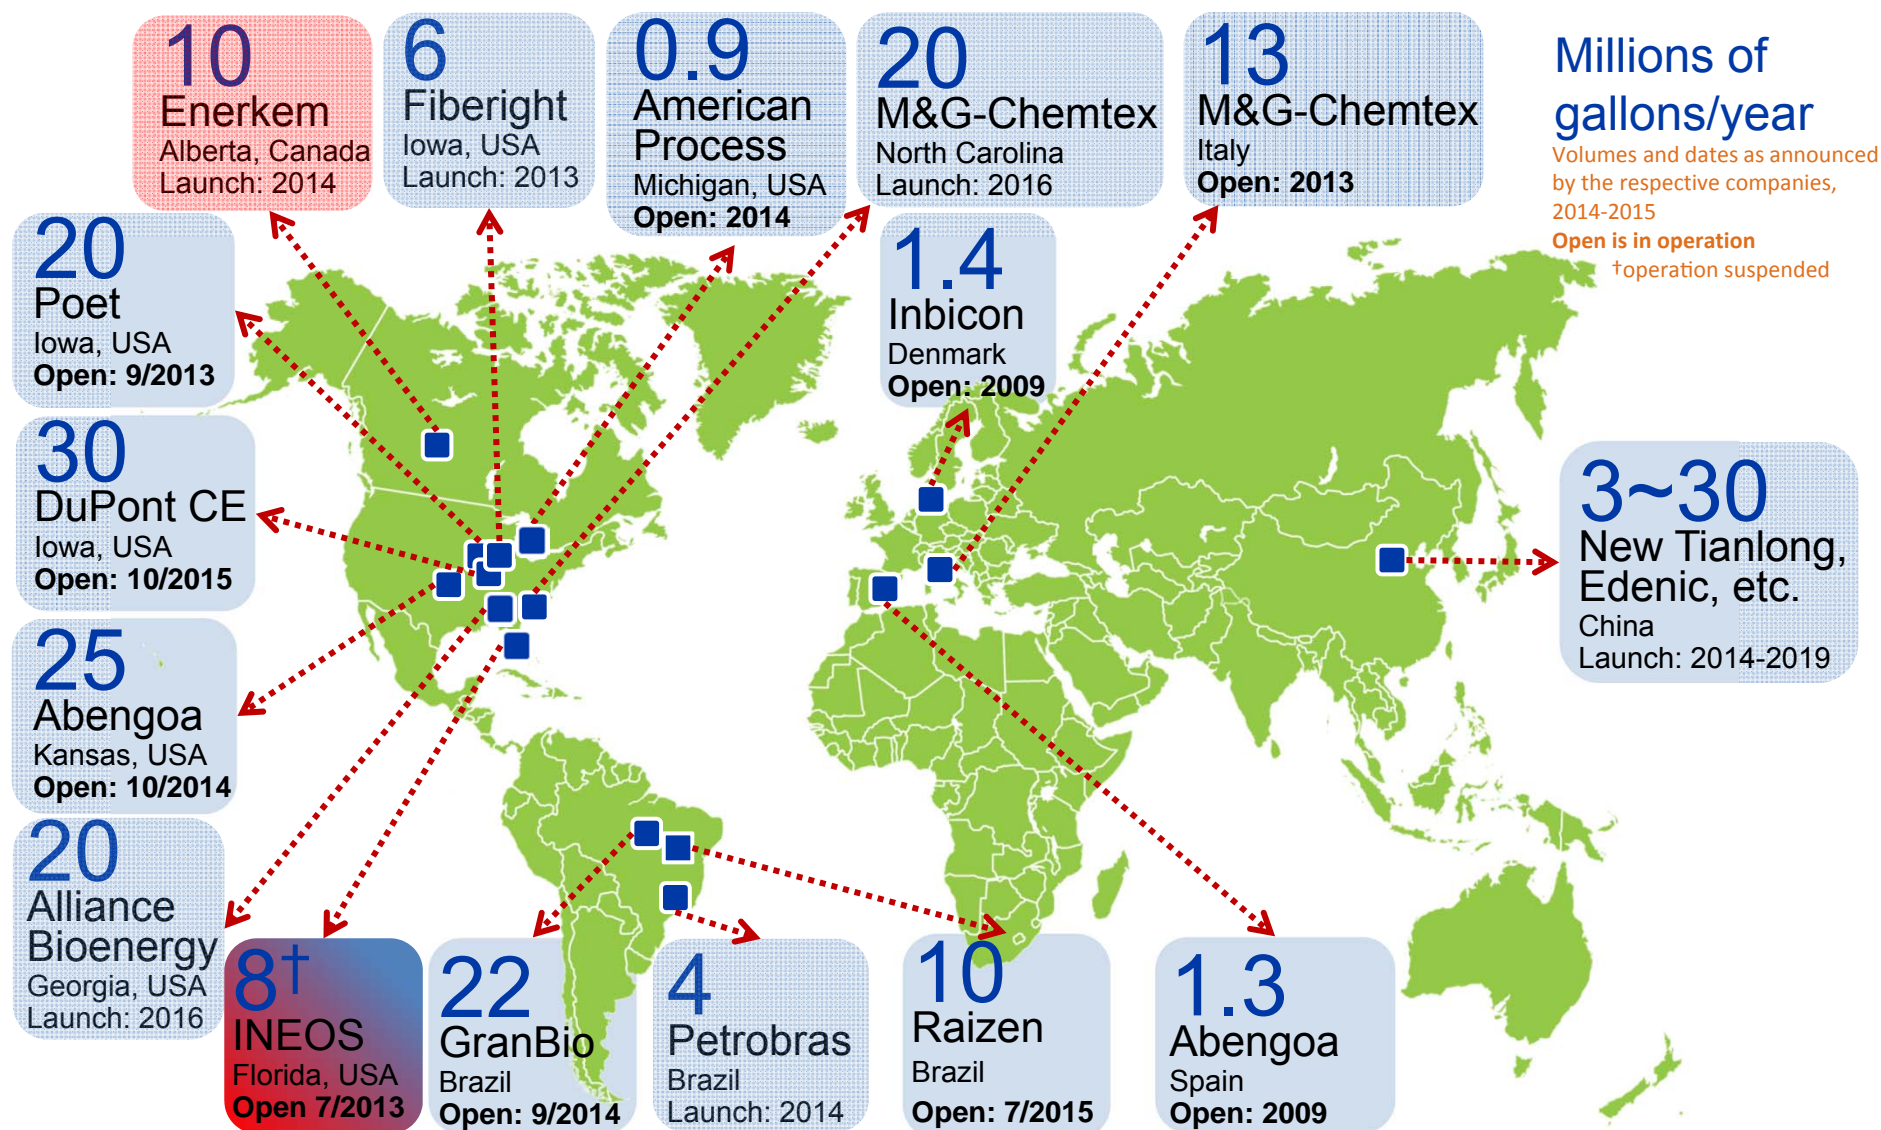 10
Enerkem
Alberta, Canada
Launch: 2014
6
Fiberight
Iowa, USA
Launch: 2013
0.9
American
Process
Michigan, USA
Open: 2014
20
M&G-Chemtex
North Carolina
Launch: 2016
13
M&G-Chemtex
Italy
Open: 2013
Millions of
gallons/year
Volumes and dates as announced
by the respective companies,
2014-2015
Open is in operation
†operation suspended
20
Poet
Iowa, USA
Open: 9/2013
1.4
Inbicon
Denmark
Open: 2009
30
DuPont CE
Iowa, USA
Open: 10/2015
3~30
New Tianlong,
Edenic, etc.
China
Launch: 2014-2019
25
Abengoa
Kansas, USA
Open: 10/2014
20
Alliance
Bioenergy
Georgia, USA
Launch: 2016
8†
INEOS
Florida, USA
Open 7/2013
22
GranBio
Brazil
Open: 9/2014
4
Petrobras
Brazil
Launch: 2014
10
Raizen
Brazil
Open: 7/2015
1.3
Abengoa
Spain
Open: 2009